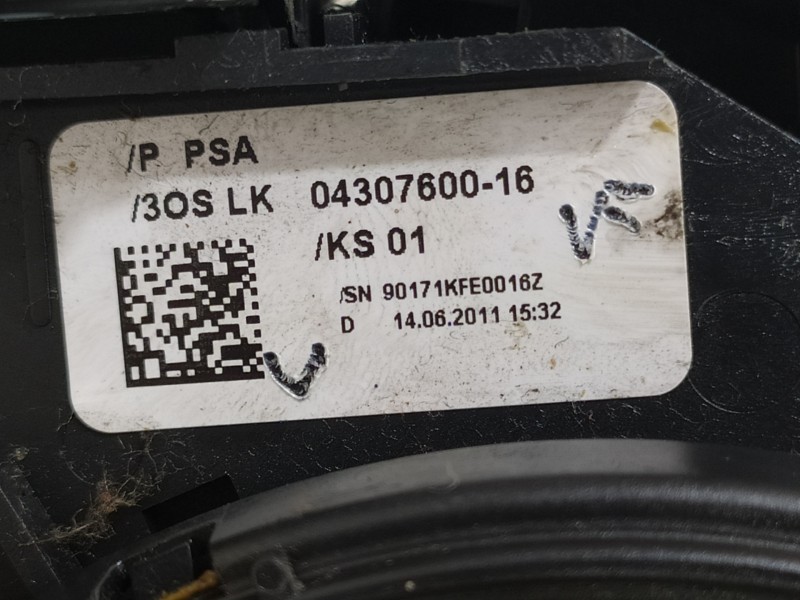 /P PSA
/3OS LK 04307600-16
/KS 01
/SN 90171KFE0016Z
D 14.06.2011 15:32